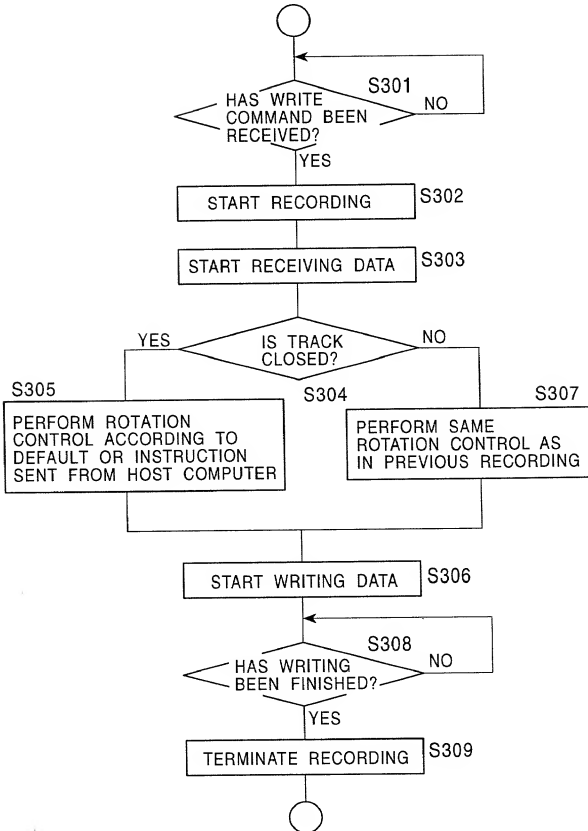 S301
HAS WRITE
COMMAND BEEN
RECEIVED?
NO
YES
START RECORDING
S302
START RECEIVING DATA
S303
YES
IS TRACK
CLOSED?
NO
S304
S305
PERFORM ROTATION
CONTROL ACCORDING TO
DEFAULT OR INSTRUCTION
SENT FROM HOST COMPUTER
S307
PERFORM SAME
ROTATION CONTROL AS
IN PREVIOUS RECORDING
START WRITING DATA
S306
S308
HAS WRITING
BEEN FINISHED?
NO
YES
TERMINATE RECORDING
S309